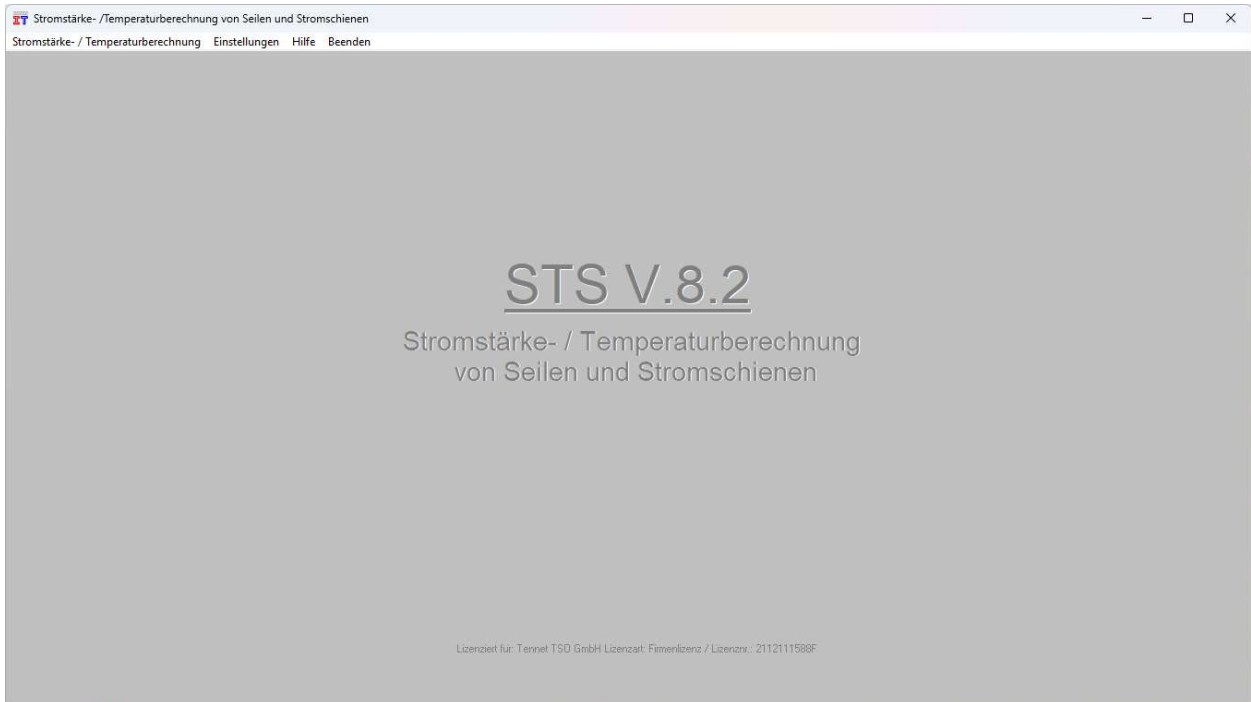 IT Stromstärke- /Temperaturberechnung von Seilen und Stromschienen
Stromstärke- / Temperaturberechnung Einstellungen Hilfe Beenden
STS V.8.2
Stromstärke- / Temperaturberechnung
von Seilen und Stromschienen
Lizenziert für: Tennet TSO GmbH Lizenzart: Firmenlizenz / Lizenznr.: 2112111588F